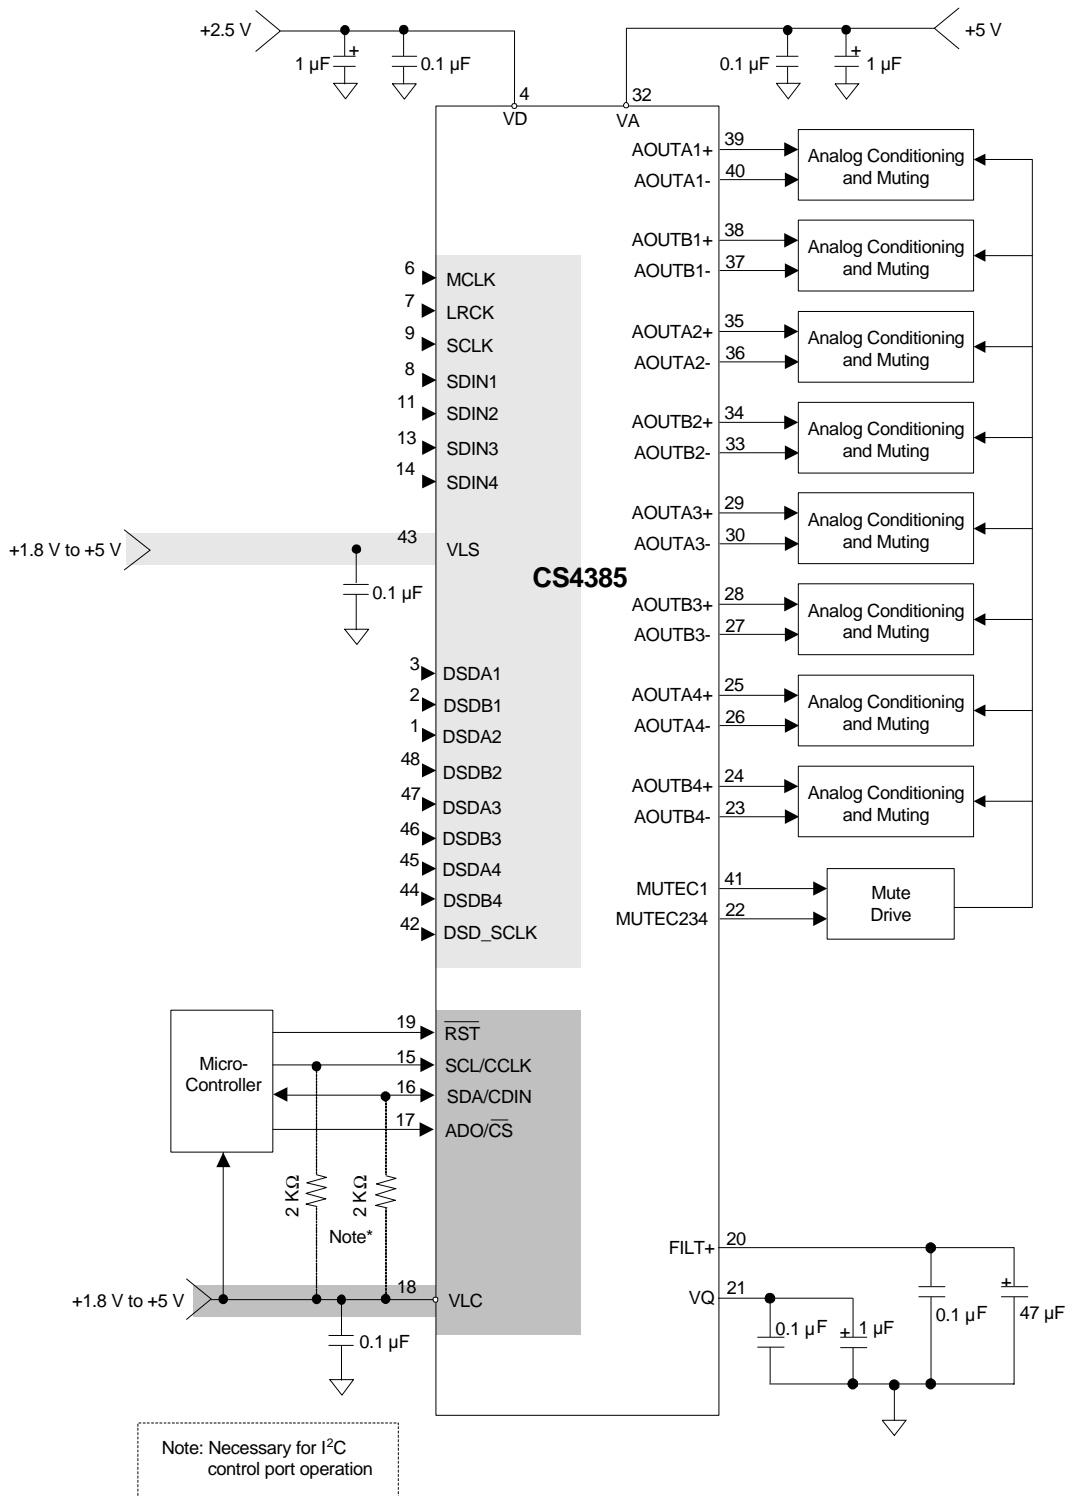 +2.5 V
1 µF
+
0.1 µF
0.1 µF
+
1 µF
+5 V
4
32
VD
VA
AOUTA1+ 39
AOUTA1- 40
Analog Conditioning
and Muting
AOUTB1+ 38
AOUTB1- 37
Analog Conditioning
and Muting
6 MCLK
7 LRCK
9 SCLK
8 SDIN1
11 SDIN2
13 SDIN3
14 SDIN4
AOUTA2+ 35
AOUTA2- 36
Analog Conditioning
and Muting
AOUTB2+ 34
AOUTB2- 33
Analog Conditioning
and Muting
+1.8 V to +5 V
43 VLS
0.1 µF
CS4385
AOUTA3+ 29
AOUTA3- 30
Analog Conditioning
and Muting
AOUTB3+ 28
AOUTB3- 27
Analog Conditioning
and Muting
3 DSDA1
2 DSDB1
1 DSDA2
48 DSDB2
47 DSDA3
46 DSDB3
45 DSDA4
44 DSDB4
42 DSD_SCLK
AOUTA4+ 25
AOUTA4- 26
Analog Conditioning
and Muting
AOUTB4+ 24
AOUTB4- 23
Analog Conditioning
and Muting
MUTEC1 41
MUTEC234 22
Mute
Drive
Micro-
Controller
19 RST
15 SCL/CCLK
16 SDA/CDIN
17 ADO/CS
2 KΩ
2 KΩ
Note*
+1.8 V to +5 V
18 VLC
0.1 µF
FILT+ 20
VQ 21
0.1 µF
+
1 µF
0.1 µF
+
47 µF
Note: Necessary for I²C
control port operation